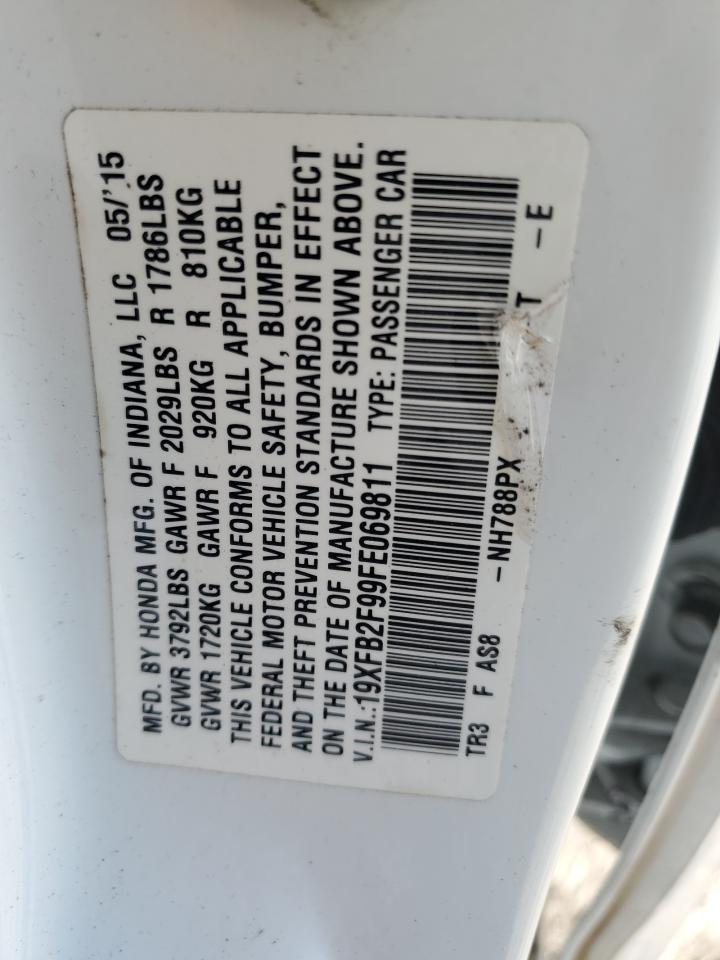 MFD. BY HONDA MFG. OF INDIANA, LLC 05/'15
GVWR 3792LBS GAWR F 2029LBS R 1786LBS
GVWR 1720KG GAWR F 920KG R 810KG
THIS VEHICLE CONFORMS TO ALL APPLICABLE
FEDERAL MOTOR VEHICLE SAFETY, BUMPER,
AND THEFT PREVENTION STANDARDS IN EFFECT
ON THE DATE OF MANUFACTURE SHOWN ABOVE.
V.I.N.:19XFB2F99FE069811 TYPE: PASSENGER CAR
TR3 F AS8 -NH788PX T -E